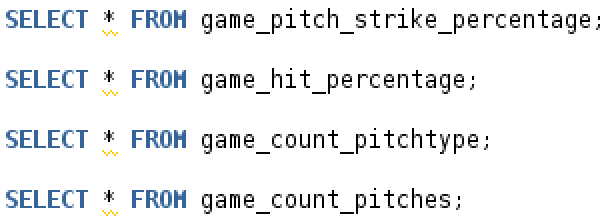 SELECT * FROM game_pitch_strike_percentage;
SELECT * FROM game_hit_percentage;
SELECT * FROM game_count_pitchtype;
SELECT * FROM game_count_pitches;